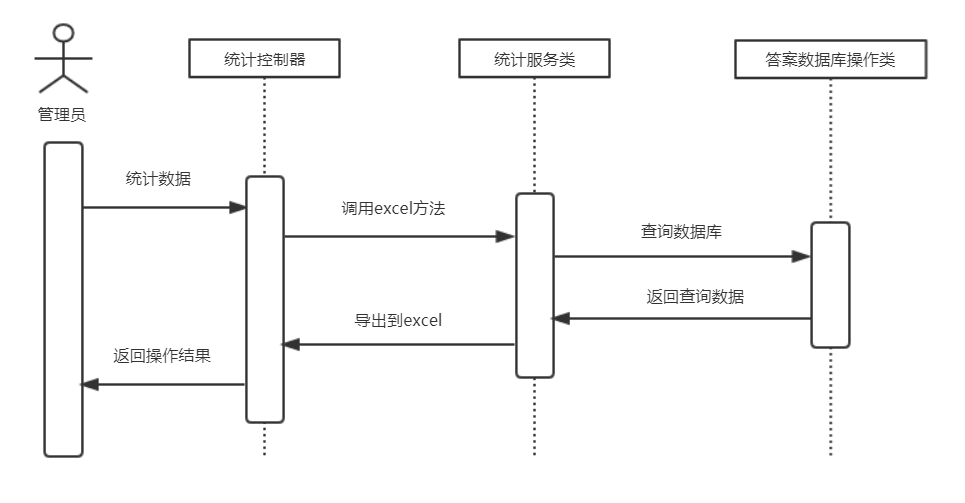 统计控制器
统计服务类
答案数据库操作类
管理员
统计数据
调用excel方法
查询数据库
返回查询数据
导出到excel
返回操作结果